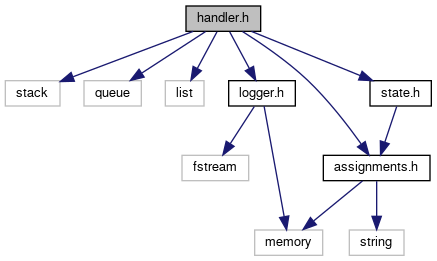 handler.h
stack
queue
list
logger.h
state.h
fstream
assignments.h
memory
string